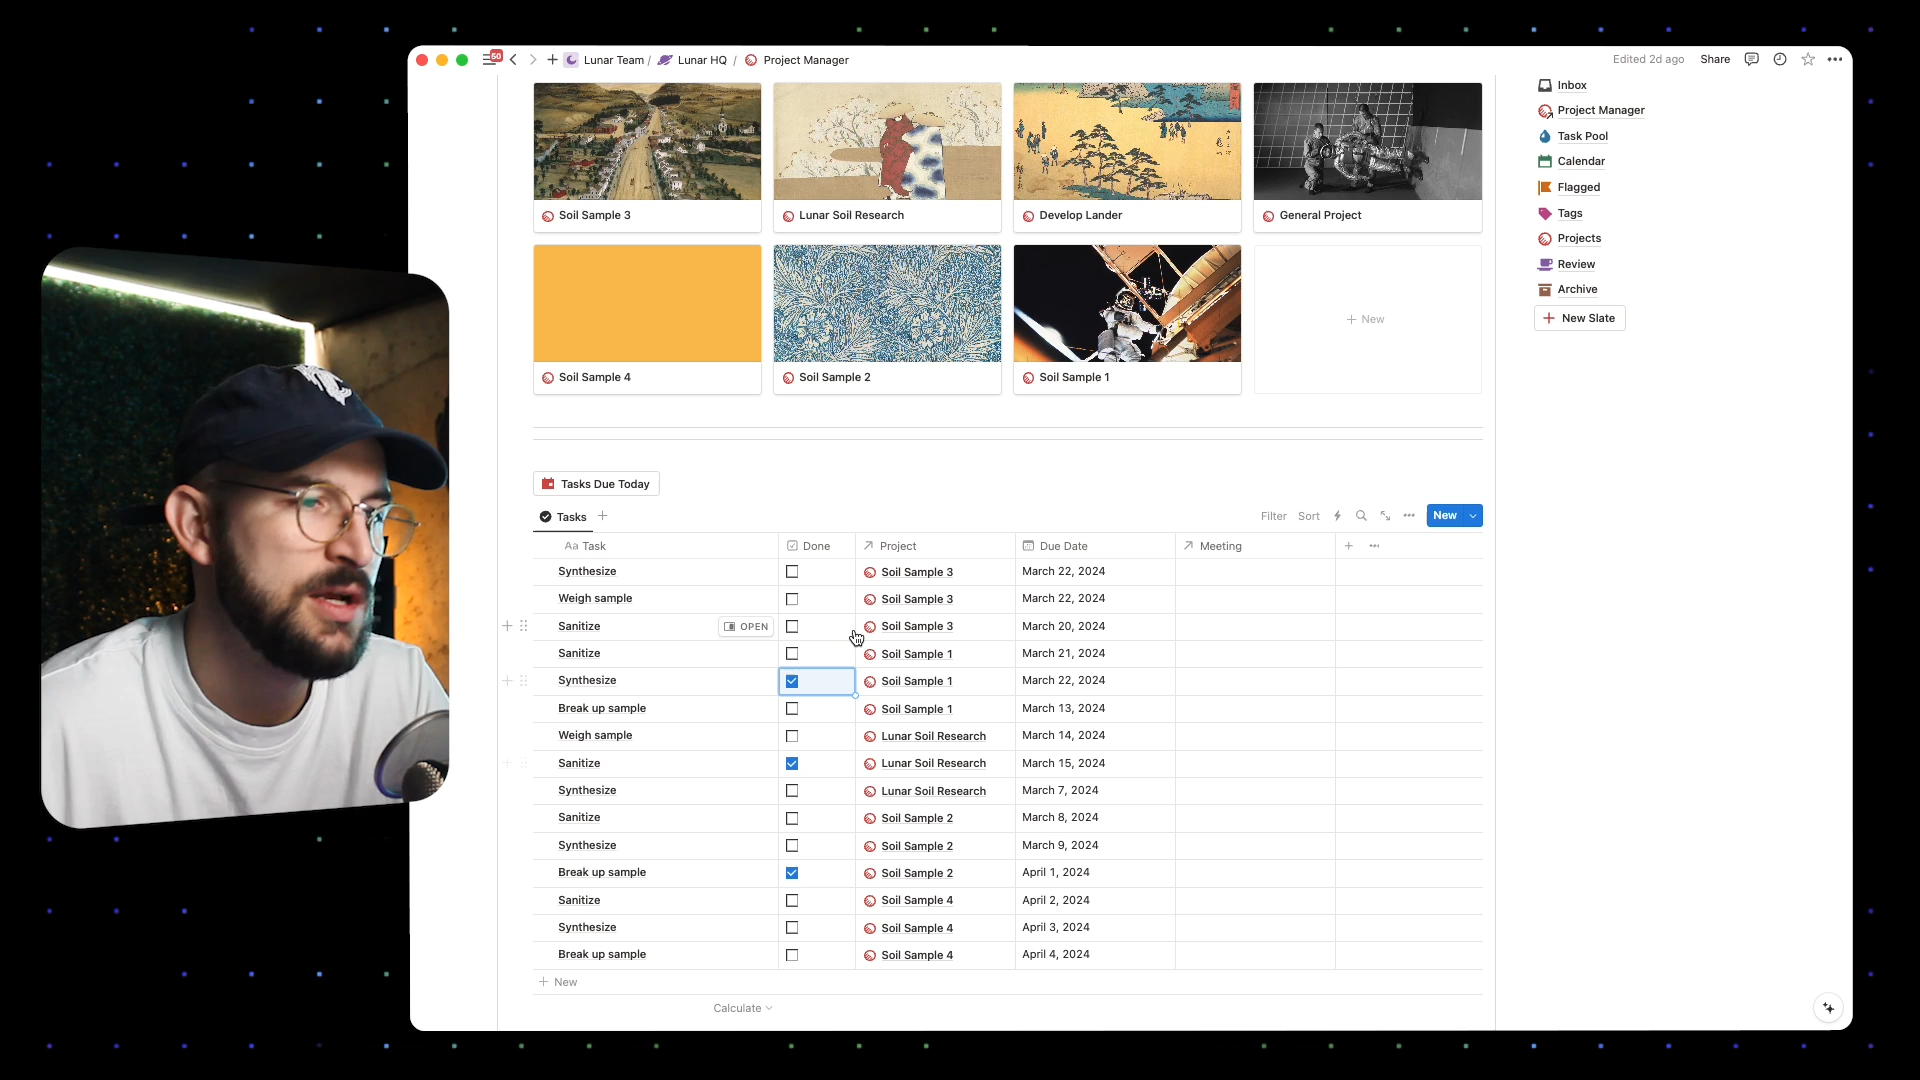 50
Lunar Team / Lunar HQ / Project Manager
Edited 2d ago Share
Soil Sample 3
Lunar Soil Research
Develop Lander
General Project
Soil Sample 4
Soil Sample 2
Soil Sample 1
+ New
Inbox
Project Manager
Task Pool
Calendar
Flagged
Tags
Projects
Review
Archive
+ New Slate
Tasks Due Today
Tasks +
Filter Sort New
Aa Task Done Project Due Date Meeting
Synthesize Soil Sample 3 March 22, 2024
Weigh sample Soil Sample 3 March 22, 2024
Sanitize OPEN Soil Sample 3 March 20, 2024
Sanitize Soil Sample 1 March 21, 2024
Synthesize Soil Sample 1 March 22, 2024
Break up sample Soil Sample 1 March 13, 2024
Weigh sample Lunar Soil Research March 14, 2024
Sanitize Lunar Soil Research March 15, 2024
Synthesize Lunar Soil Research March 7, 2024
Sanitize Soil Sample 2 March 8, 2024
Synthesize Soil Sample 2 March 9, 2024
Break up sample Soil Sample 2 April 1, 2024
Sanitize Soil Sample 4 April 2, 2024
Synthesize Soil Sample 4 April 3, 2024
Break up sample Soil Sample 4 April 4, 2024
+ New
Calculate